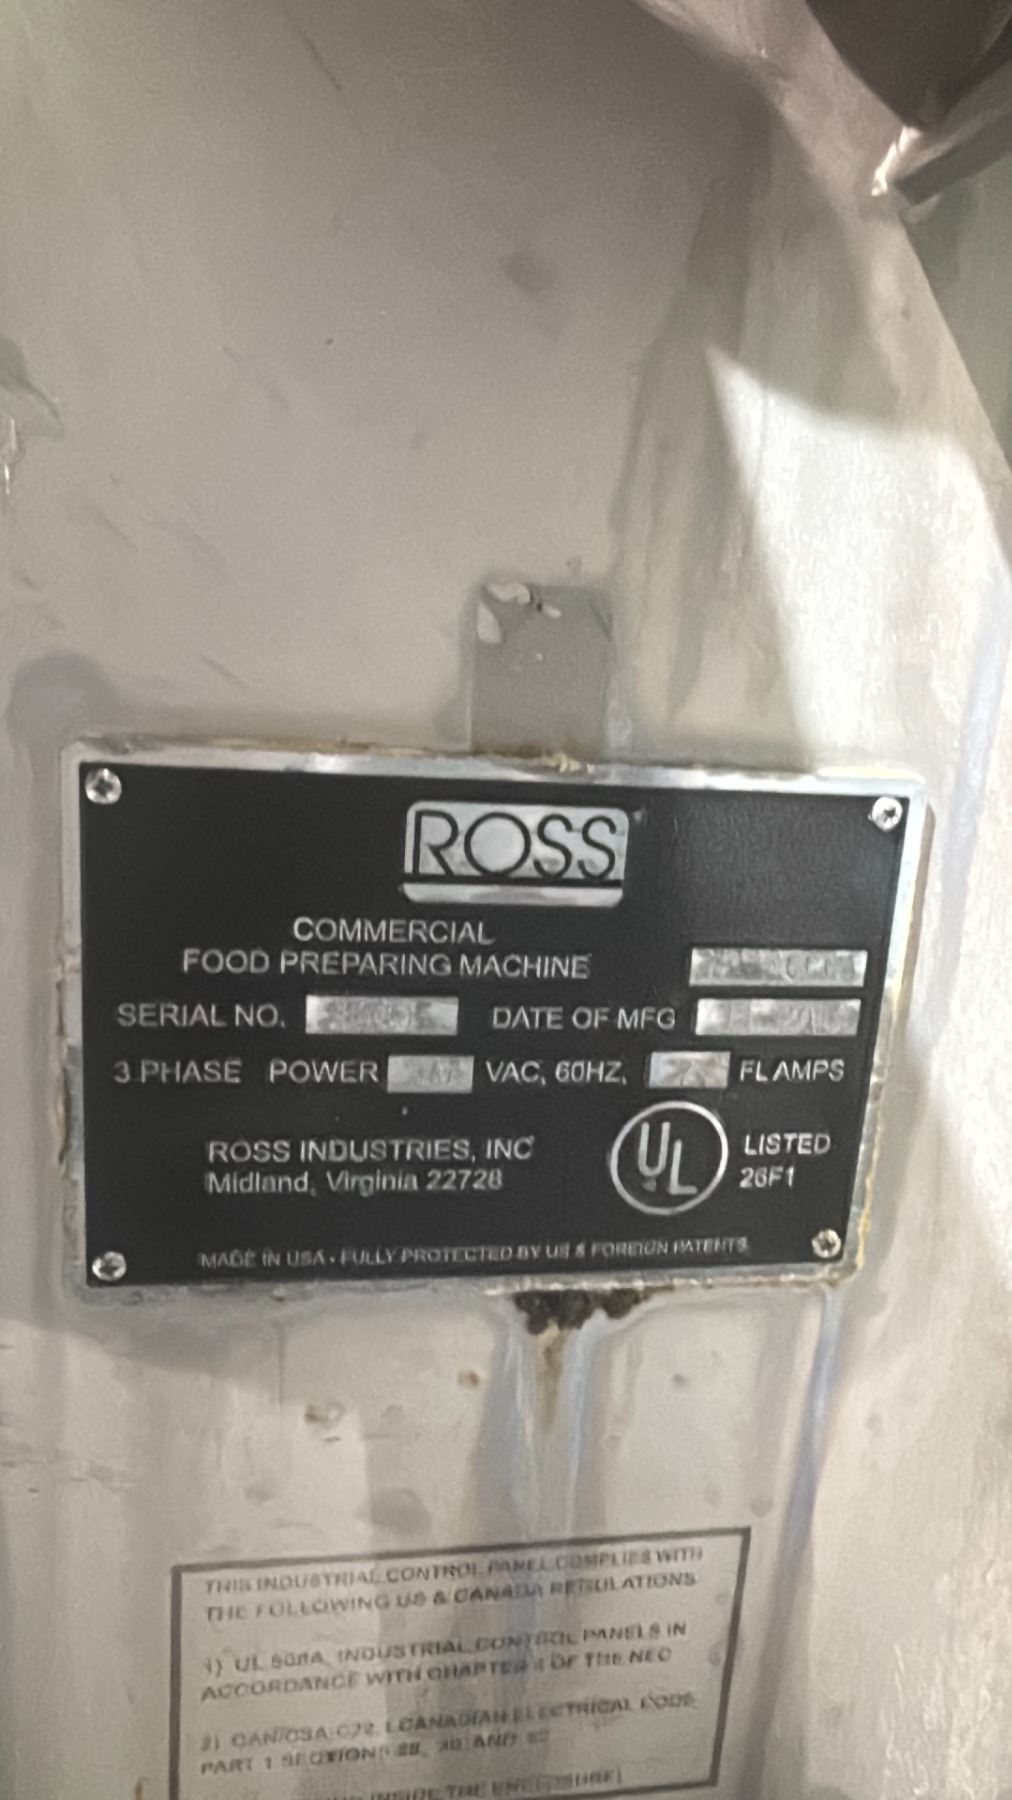 ROSS
COMMERCIAL
FOOD PREPARING MACHINE
SERIAL NO. DATE OF MFG
3 PHASE POWER VAC, 60HZ, FL AMPS
ROSS INDUSTRIES, INC
Midland, Virginia 22728
UL LISTED
26F1
MADE IN USA - FULLY PROTECTED BY US & FOREIGN PATENTS
THIS INDUSTRIAL CONTROL PANEL COMPLIES WITH
THE FOLLOWING US & CANADA REGULATIONS
1) UL 508A, INDUSTRIAL CONTROL PANELS IN
ACCORDANCE WITH CHAPTER 4 OF THE NEC
2) CANADIAN ELECTRICAL CODE
PART 1 SECTIONS AND
INSIDE THE ENCLOSURE)